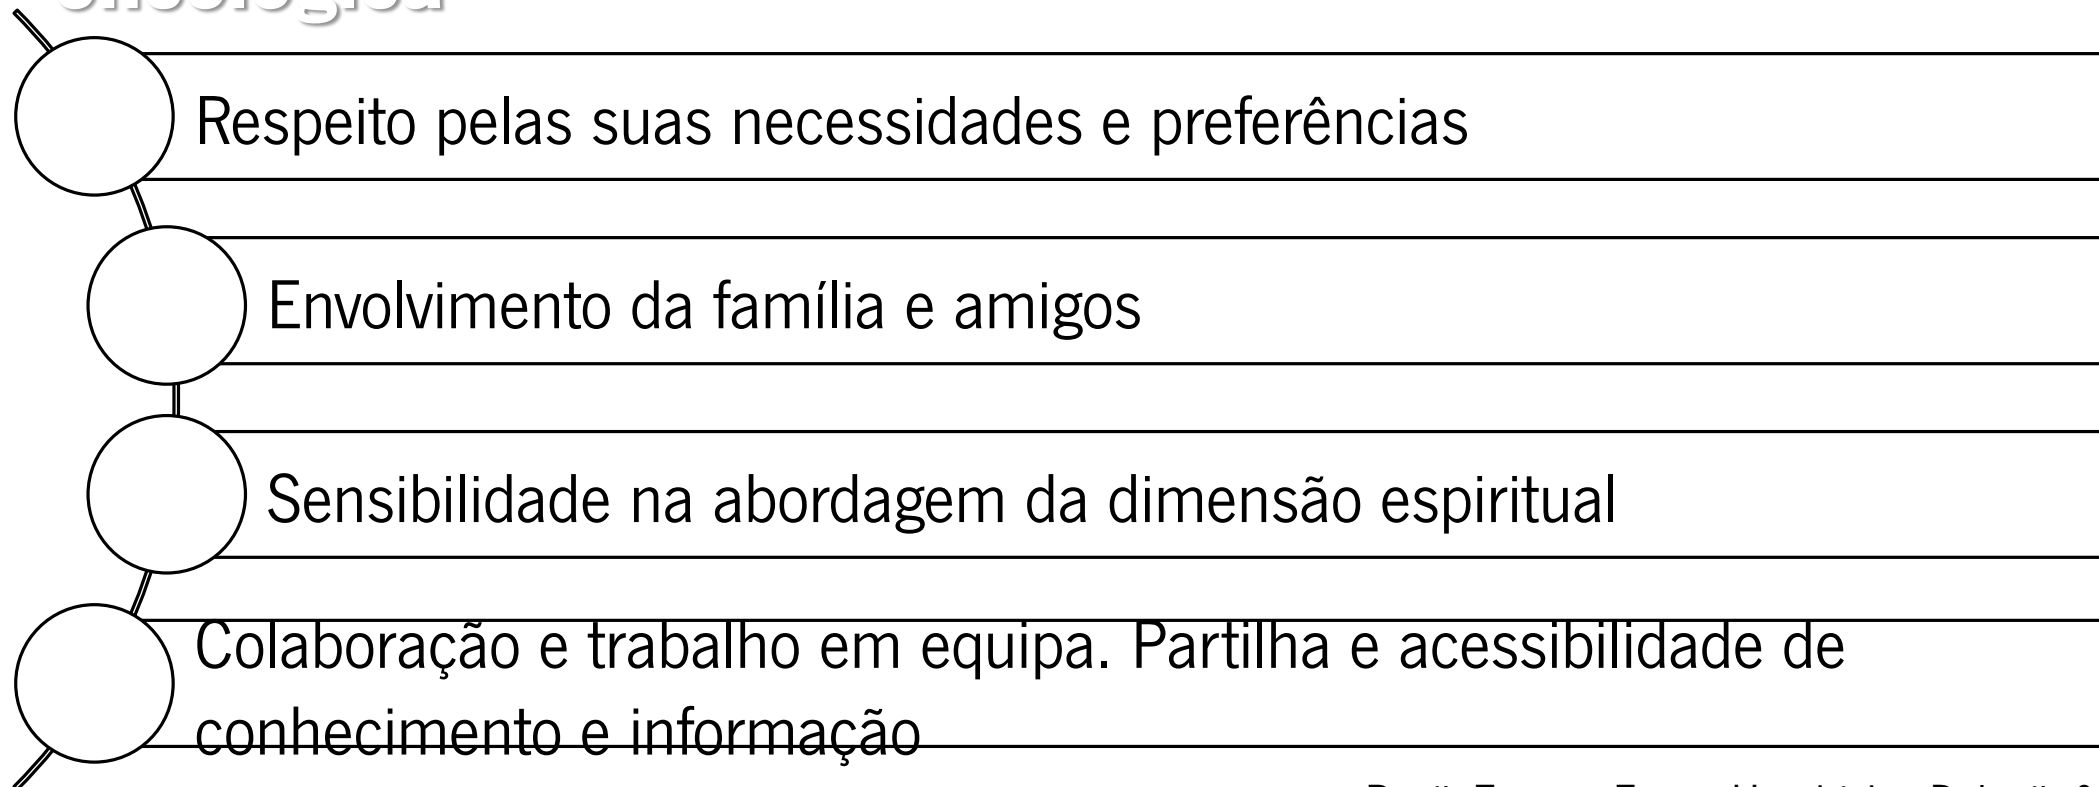 Respeito pelas suas necessidades e preferências
Envolvimento da família e amigos
Sensibilidade na abordagem da dimensão espiritual
Colaboração e trabalho em equipa. Partilha e acessibilidade de
conhecimento e informação